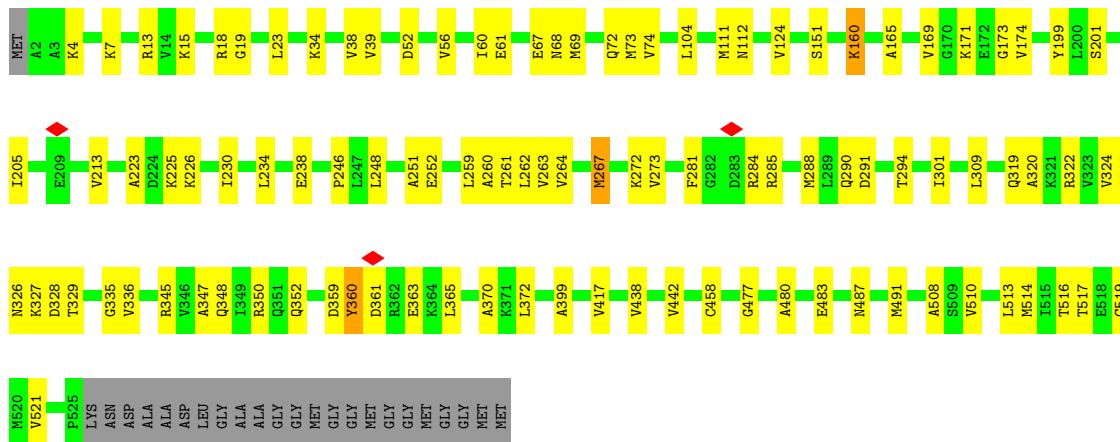 MET A2 A3 K4 K7 R13 V14 K15 R18 G19 L23 K34 V38 V39 D52 V56 I60 E61 E67 N68 M69 Q72 M73 V74 L104 M111 N112 V124 S151 K160 A165 V169 G170 K171 E172 G173 V174 Y199 L200 S201
I205 E209 V213 A223 D224 K225 K226 I230 L234 E238 P246 L247 L248 A251 E252 L259 A260 T261 L262 V263 V264 M267 K272 V273 F281 G282 D283 R284 R285 M288 L289 Q290 D291 T294 I301 L309 Q319 A320 K321 R322 V323 V324
N326 K327 D328 T329 G335 V336 R345 V346 A347 Q348 I349 R350 Q351 Q352 D359 Y360 D361 R362 E363 K364 L365 A370 K371 L372 A399 V417 V438 V442 C458 G477 A480 E483 N487 M491 A508 S509 V510 L513 M514 I515 T516 T517 E518 C519
M520 V521 P525 LYS ASN ASP ALA ALA ASP LEU GLY ALA ALA GLY GLY MET GLY GLY MET GLY GLY MET GLY GLY MET MET